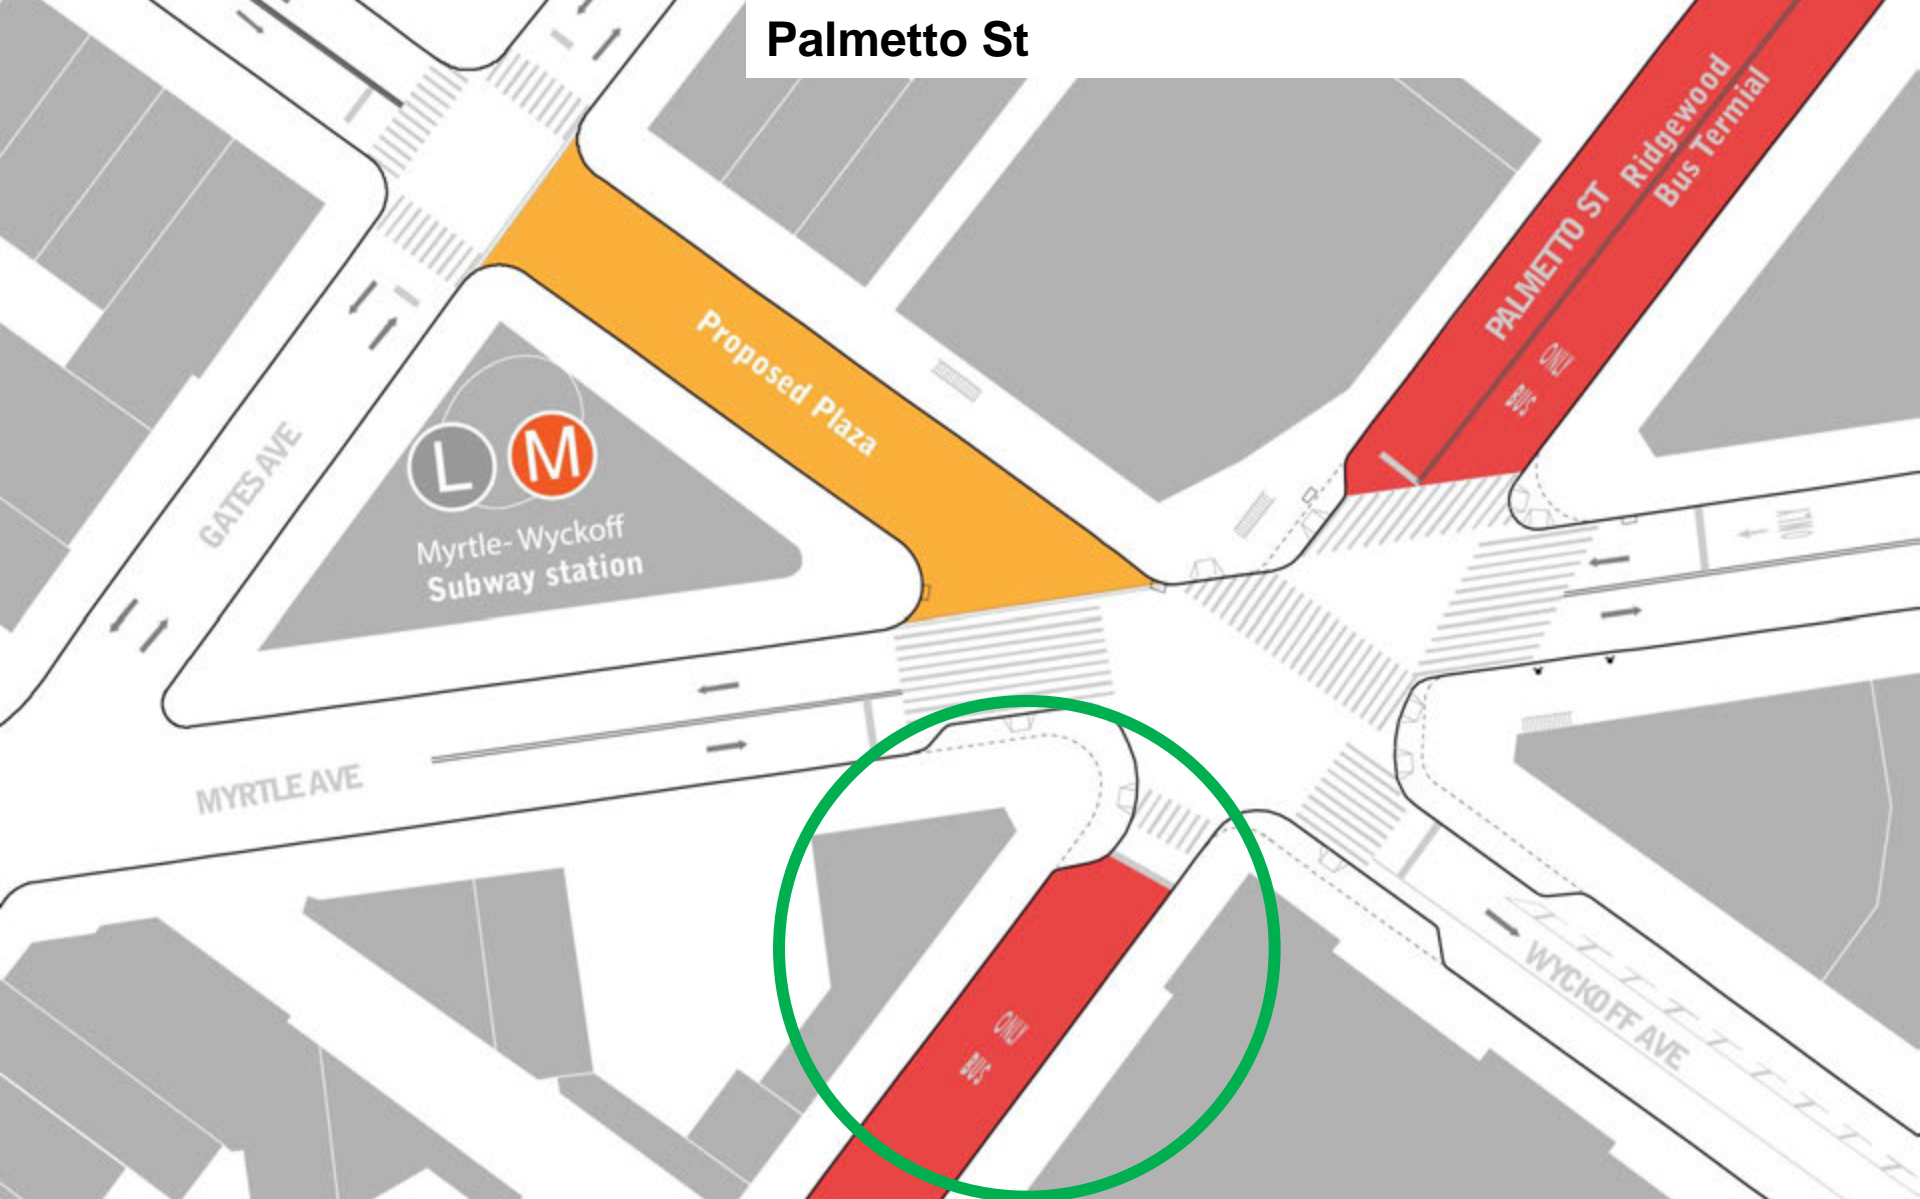 Palmetto St
Ridgewood
Bus Termial
PALMETTO ST
ONLY
BUS
Proposed Plaza
L M
Myrtle-Wyckoff
Subway station
GATES AVE
MYRTLE AVE
WYCKOFF AVE
ONLY
BUS